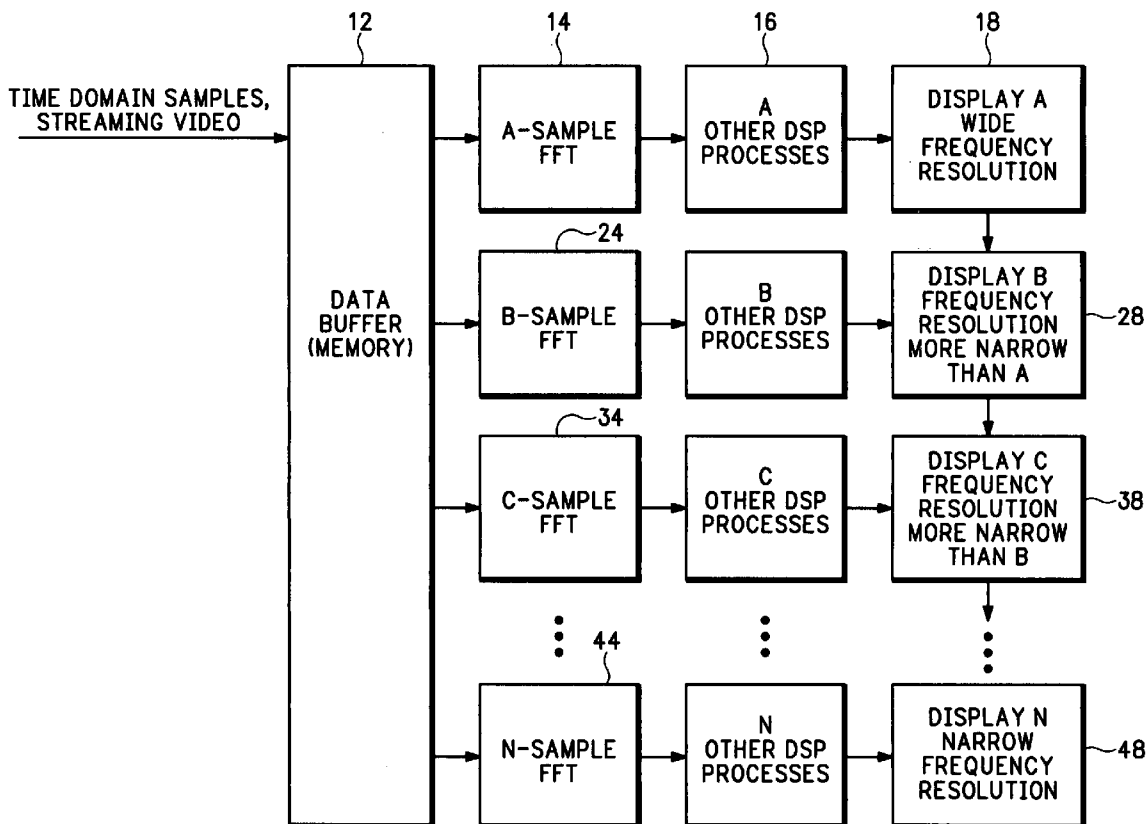 12
14
16
18
TIME DOMAIN SAMPLES,
STREAMING VIDEO
DATA
BUFFER
(MEMORY)
A-SAMPLE
FFT
A
OTHER DSP
PROCESSES
DISPLAY A
WIDE
FREQUENCY
RESOLUTION
24
B-SAMPLE
FFT
B
OTHER DSP
PROCESSES
DISPLAY B
FREQUENCY
RESOLUTION
MORE NARROW
THAN A
28
34
C-SAMPLE
FFT
C
OTHER DSP
PROCESSES
DISPLAY C
FREQUENCY
RESOLUTION
MORE NARROW
THAN B
38
44
N-SAMPLE
FFT
N
OTHER DSP
PROCESSES
DISPLAY N
NARROW
FREQUENCY
RESOLUTION
48